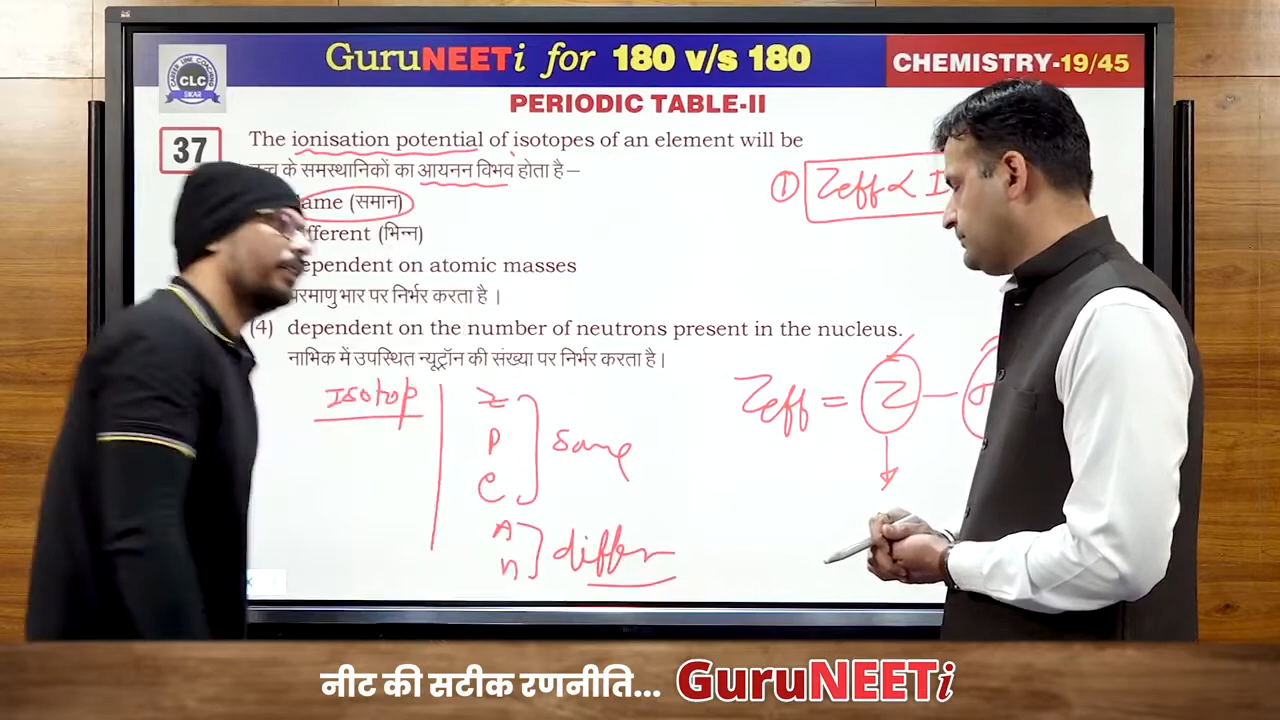 GuruNEETi for 180 v/s 180
CHEMISTRY-19/45
CLC
SIKAR
PERIODIC TABLE-II
37
The ionisation potential of isotopes of an element will be
के समस्थानिकों का आयनन विभव होता है –
ame (समान)
fferent (भिन्न)
ependent on atomic masses
परमाणु भार पर निर्भर करता है ।
(4) dependent on the number of neutrons present in the nucleus.
नाभिक में उपस्थित न्यूट्रॉन की संख्या पर निर्भर करता है।
① Zeff ∝ I
Isotop
Z
P
e
Same
A
n
differ
Zeff = Z – σ
नीट की सटीक रणनीति... GuruNEETi